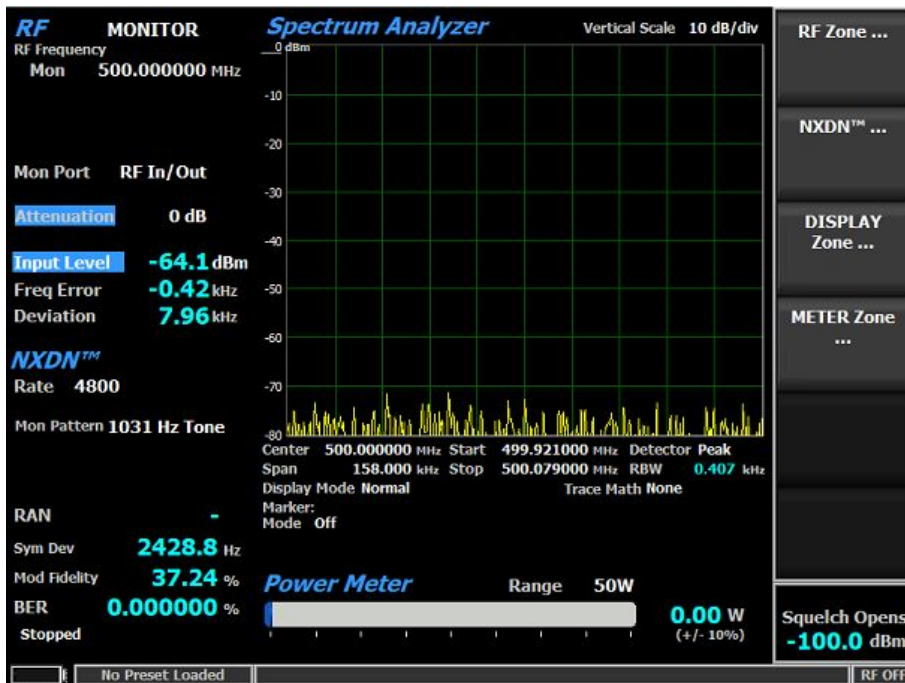 RF MONITOR
RF Frequency
Mon 500.000000 MHz
Mon Port RF In/Out
Attenuation 0 dB
Input Level -64.1 dBm
Freq Error -0.42 kHz
Deviation 7.96 kHz
NXDN™
Rate 4800
Mon Pattern 1031 Hz Tone
RAN -
Sym Dev 2428.8 Hz
Mod Fidelity 37.24 %
BER 0.000000 %
Stopped
Spectrum Analyzer Vertical Scale 10 dB/div
0 dBm
-10
-20
-30
-40
-50
-60
-70
-80
Center 500.000000 MHz Start 499.921000 MHz Detector Peak
Span 158.000 kHz Stop 500.079000 MHz RBW 0.407 kHz
Display Mode Normal Trace Math None
Marker:
Mode Off
Power Meter Range 50W
0.00 W
(+/- 10%)
RF Zone ...
NXDN™ ...
DISPLAY
Zone ...
METER Zone
...
Squelch Opens
-100.0 dBm
No Preset Loaded
RF OFF